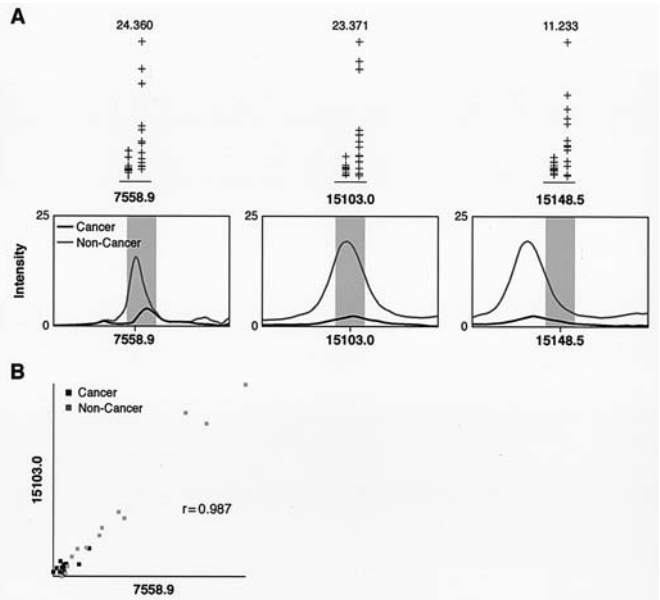 A
24.360 23.371 11.233
7558.9 15103.0 15148.5
25 25 25
Cancer
Non-Cancer
Intensity
0 0 0
7558.9 15103.0 15148.5
B
Cancer
Non-Cancer
15103.0
r=0.987
7558.9